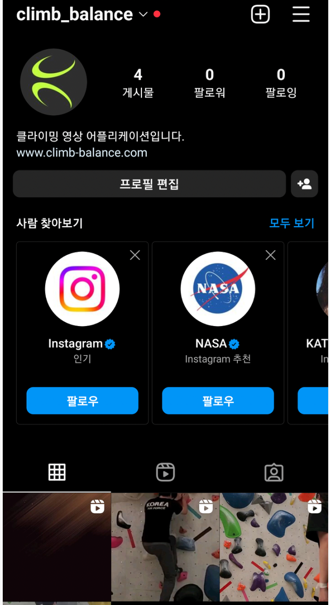 climb_balance
4 0 0
게시물 팔로워 팔로잉
클라이밍 영상 어플리케이션입니다.
www.climb-balance.com
프로필 편집
사람 찾아보기 모두 보기
NASA
Instagram NASA KAT
인기 Instagram 추천 In
팔로우 팔로우
KOREA